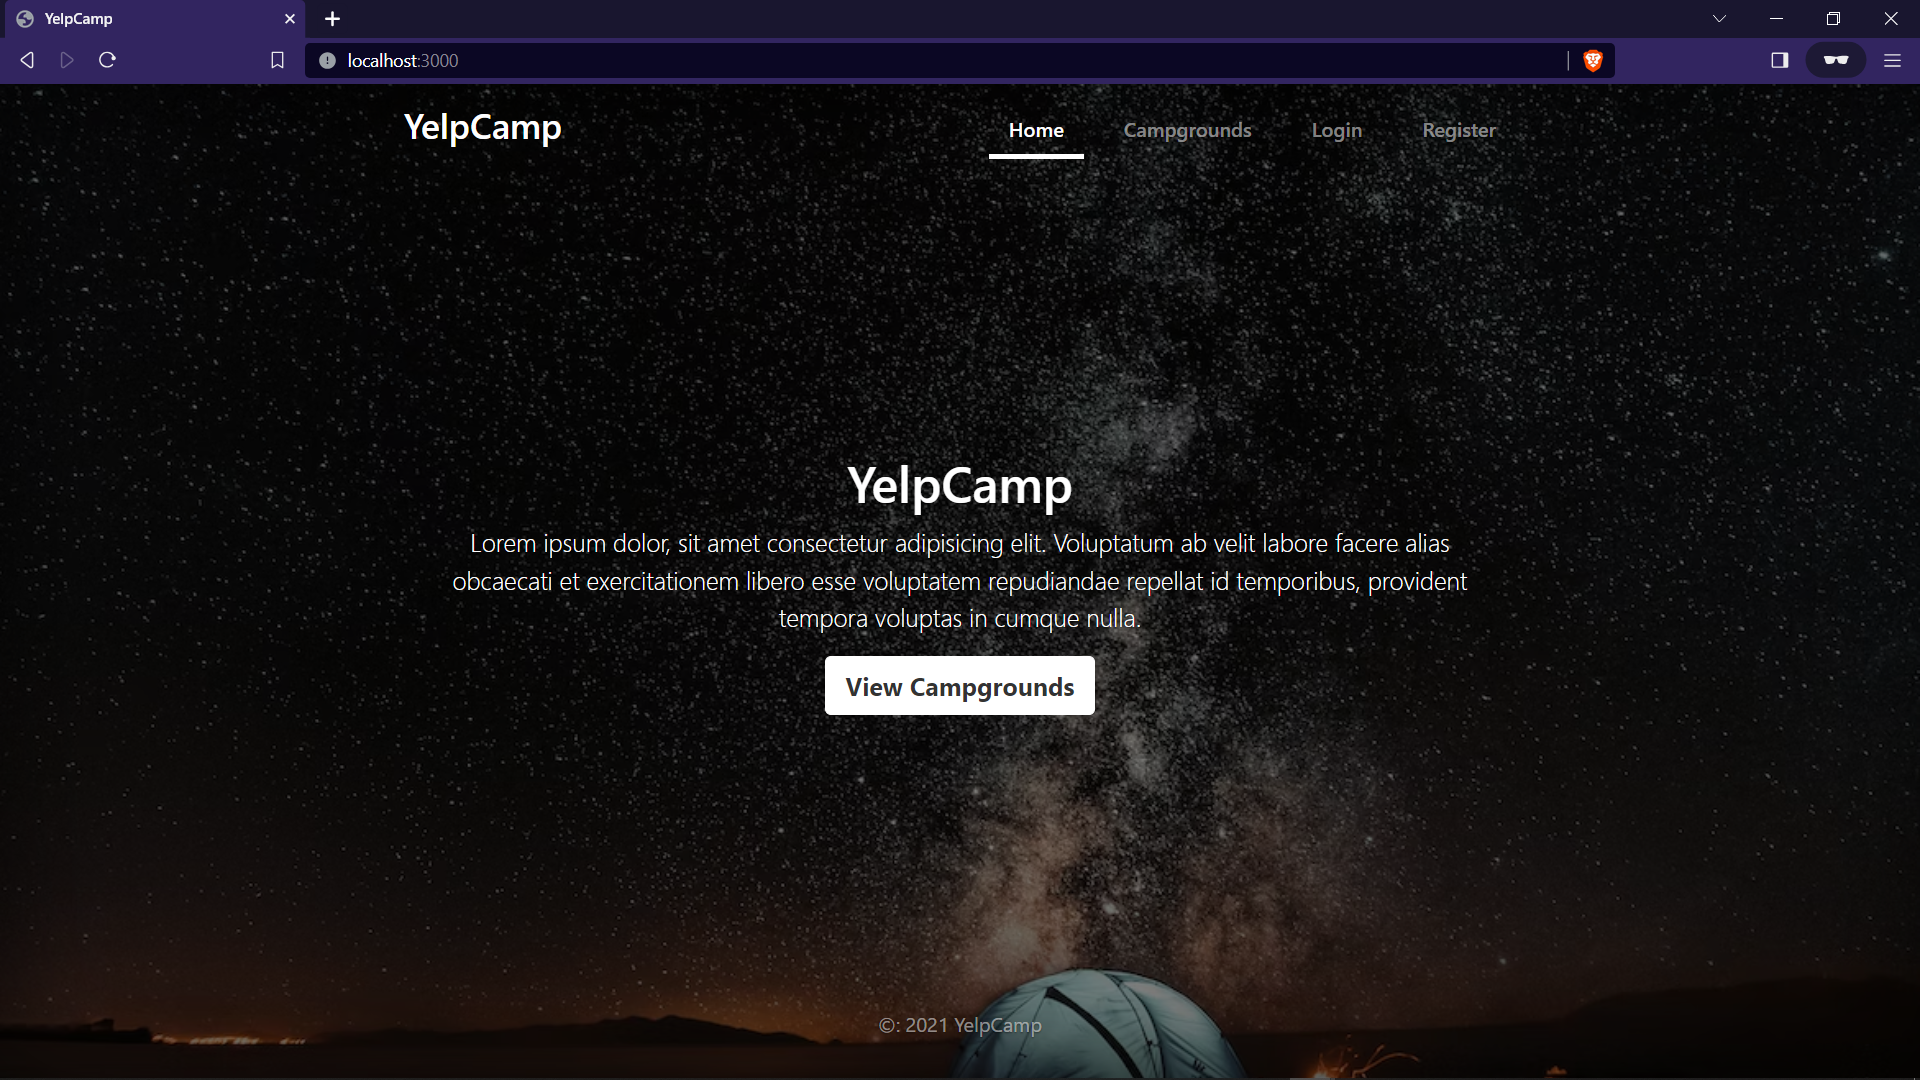 YelpCamp
localhost:3000
YelpCamp
Home Campgrounds Login Register
YelpCamp
Lorem ipsum dolor, sit amet consectetur adipisicing elit. Voluptatum ab velit labore facere alias
obcaecati et exercitationem libero esse voluptatem repudiandae repellat id temporibus, provident
tempora voluptas in cumque nulla.
View Campgrounds
©: 2021 YelpCamp